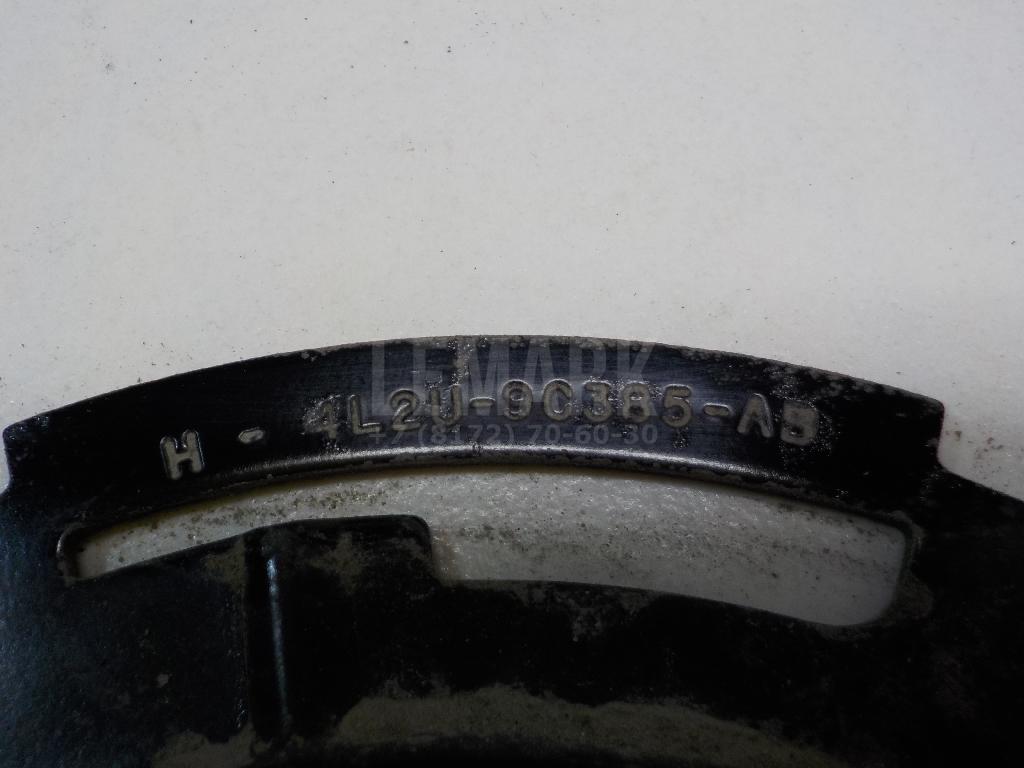 LEMARK
H - 4L2U-9C385-AB
+7 (8172) 70-60-30